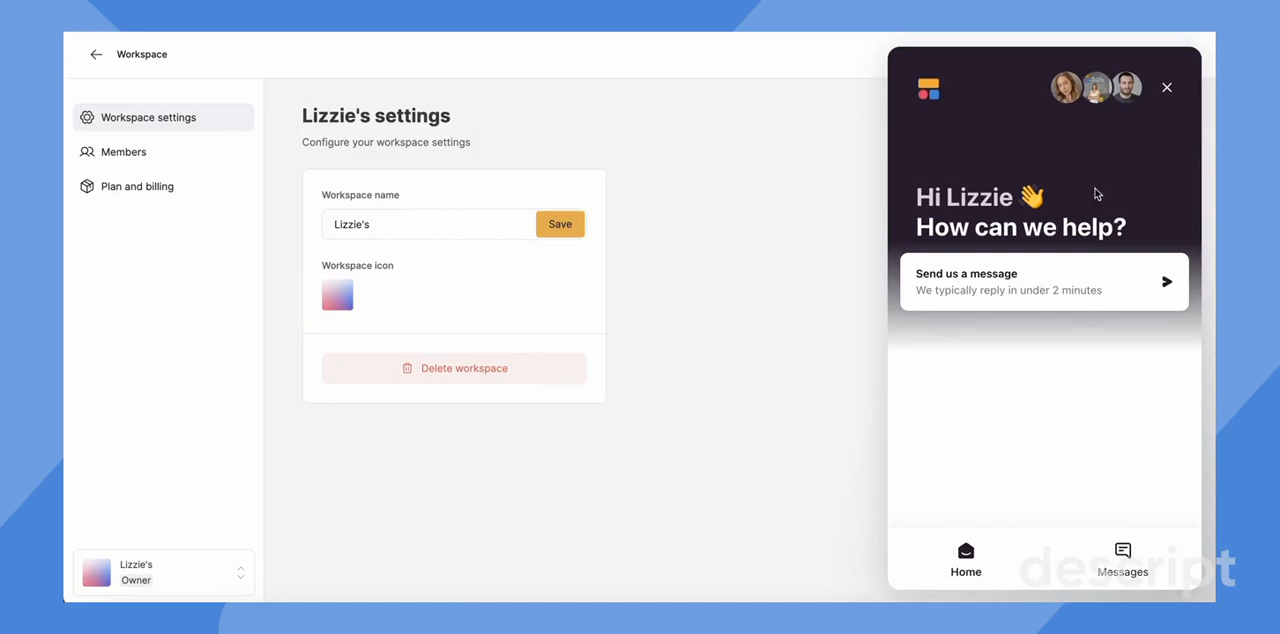 Workspace
Workspace settings
Members
Plan and billing
Lizzie's
Owner
Lizzie's settings
Configure your workspace settings
Workspace name
Lizzie's
Save
Workspace icon
Delete workspace
Hi Lizzie 👋
How can we help?
Send us a message
We typically reply in under 2 minutes
Home
Messages
descript